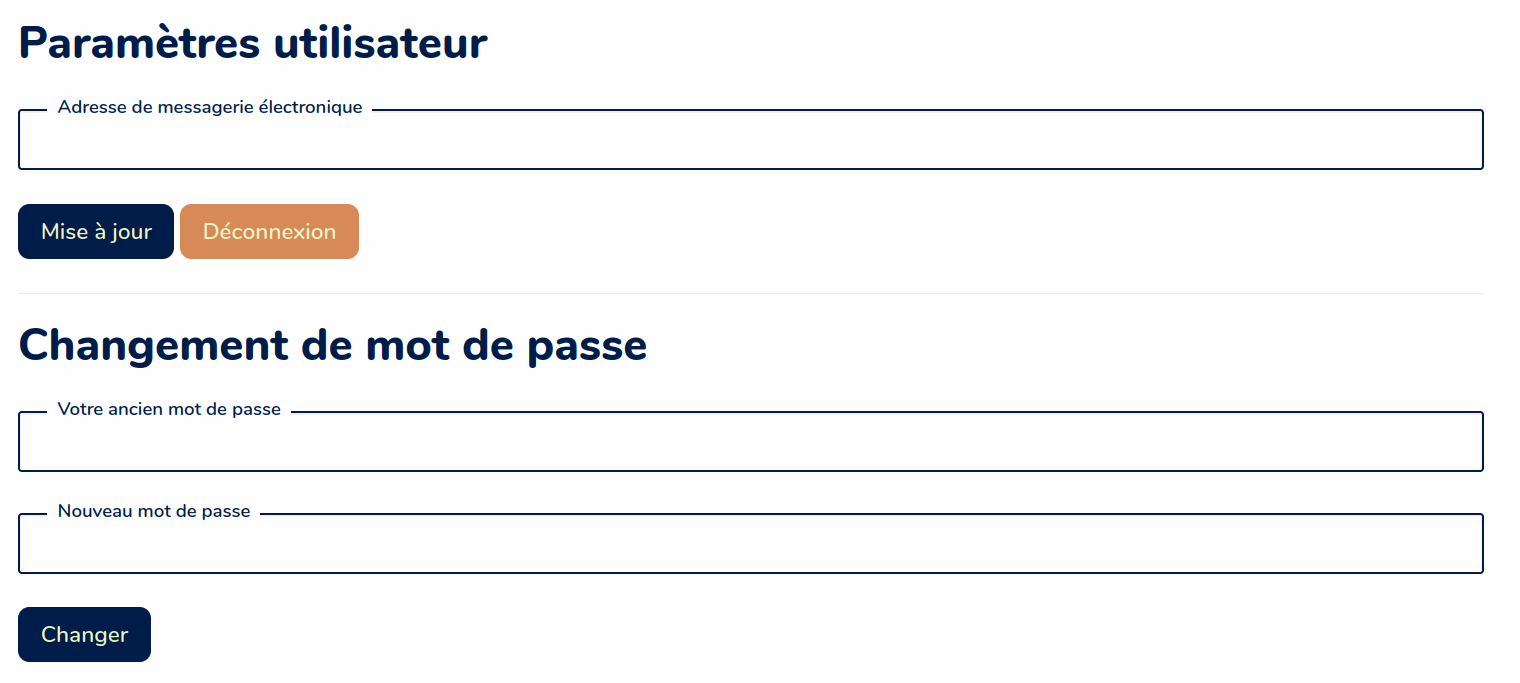 Paramètres utilisateur
Adresse de messagerie électronique
Mise à jour Déconnexion
Changement de mot de passe
Votre ancien mot de passe
Nouveau mot de passe
Changer